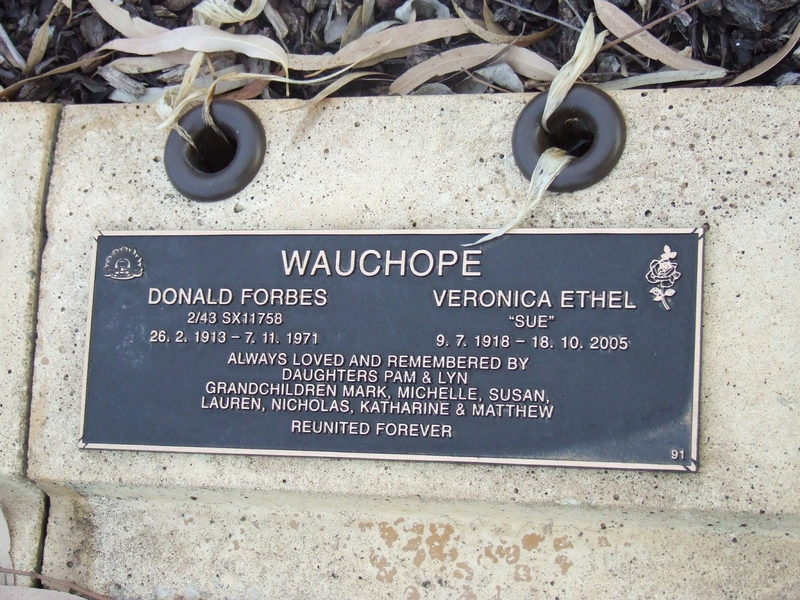 WAUCHOPE
DONALD FORBES
2/43 SX11758
26. 2. 1913 – 7. 11. 1971
VERONICA ETHEL
“SUE”
9. 7. 1918 – 18. 10. 2005
ALWAYS LOVED AND REMEMBERED BY
DAUGHTERS PAM & LYN
GRANDCHILDREN MARK, MICHELLE, SUSAN,
LAUREN, NICHOLAS, KATHARINE & MATTHEW
REUNITED FOREVER
91